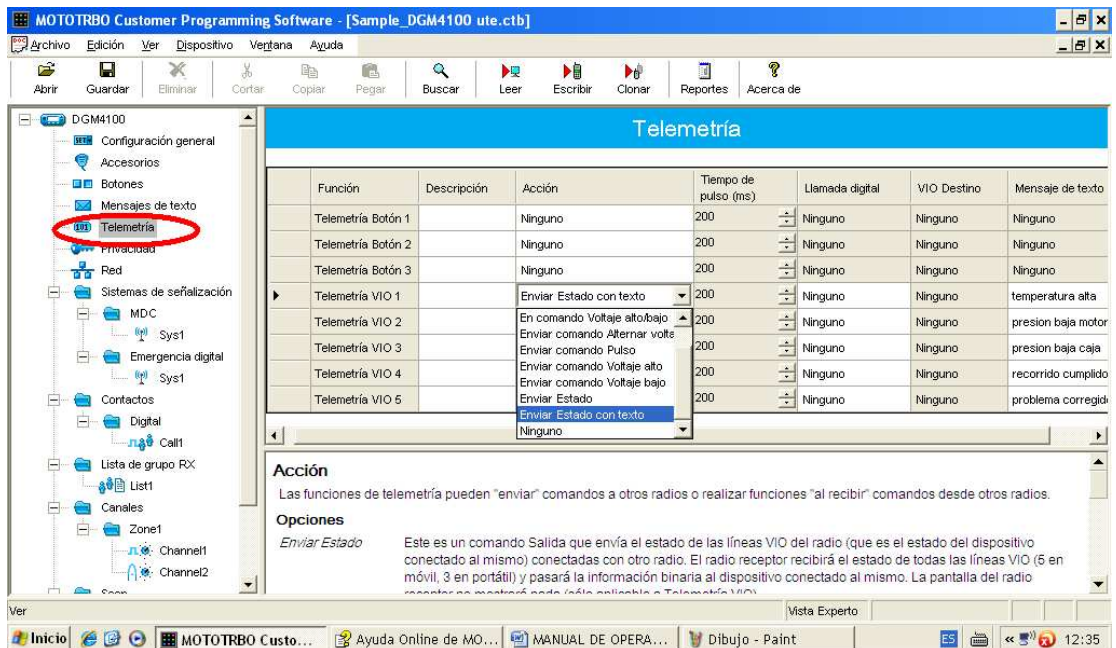 MOTOTRBO Customer Programming Software - [Sample_DGM4100 ute.ctb]
Archivo Edición Ver Dispositivo Ventana Ayuda
Abrir Guardar Eliminar Cortar Copiar Pegar Buscar Leer Escribir Clonar Reportes Acerca de
DGM4100
Configuración general
Accesorios
Botones
Mensajes de texto
Telemetría
Privacidad
Red
Sistemas de señalización
MDC
Sys1
Emergencia digital
Sys1
Contactos
Digital
Call1
Lista de grupo RX
List1
Canales
Zone1
Channel1
Channel2
Telemetría
Función Descripción Acción Tiempo de pulso (ms) Llamada digital VIO Destino Mensaje de texto
Telemetría Botón 1 Ninguno 200 Ninguno Ninguno Ninguno
Telemetría Botón 2 Ninguno 200 Ninguno Ninguno Ninguno
Telemetría Botón 3 Ninguno 200 Ninguno Ninguno Ninguno
Telemetría VIO 1 Enviar Estado con texto 200 Ninguno Ninguno temperatura alta
Telemetría VIO 2 200 Ninguno Ninguno presion baja motor
Telemetría VIO 3 200 Ninguno Ninguno presion baja caja
Telemetría VIO 4 200 Ninguno Ninguno recorrido cumplido
Telemetría VIO 5 200 Ninguno Ninguno problema corregid
En comando Voltaje alto/bajo
Enviar comando Alternar volta
Enviar comando Pulso
Enviar comando Voltaje alto
Enviar comando Voltaje bajo
Enviar Estado
Enviar Estado con texto
Ninguno
Acción
Las funciones de telemetría pueden "enviar" comandos a otros radios o realizar funciones "al recibir" comandos desde otros radios.
Opciones
Enviar Estado Este es un comando Salida que envía el estado de las líneas VIO del radio (que es el estado del dispositivo
conectado al mismo) conectadas con otro radio. El radio receptor recibirá el estado de todas las líneas VIO (5 en
móvil, 3 en portátil) y pasará la información binaria al dispositivo conectado al mismo. La pantalla del radio
Ver Vista Experto
Inicio MOTOTRBO Custo... Ayuda Online de MO... MANUAL DE OPERA... Dibujo - Paint ES 12:35